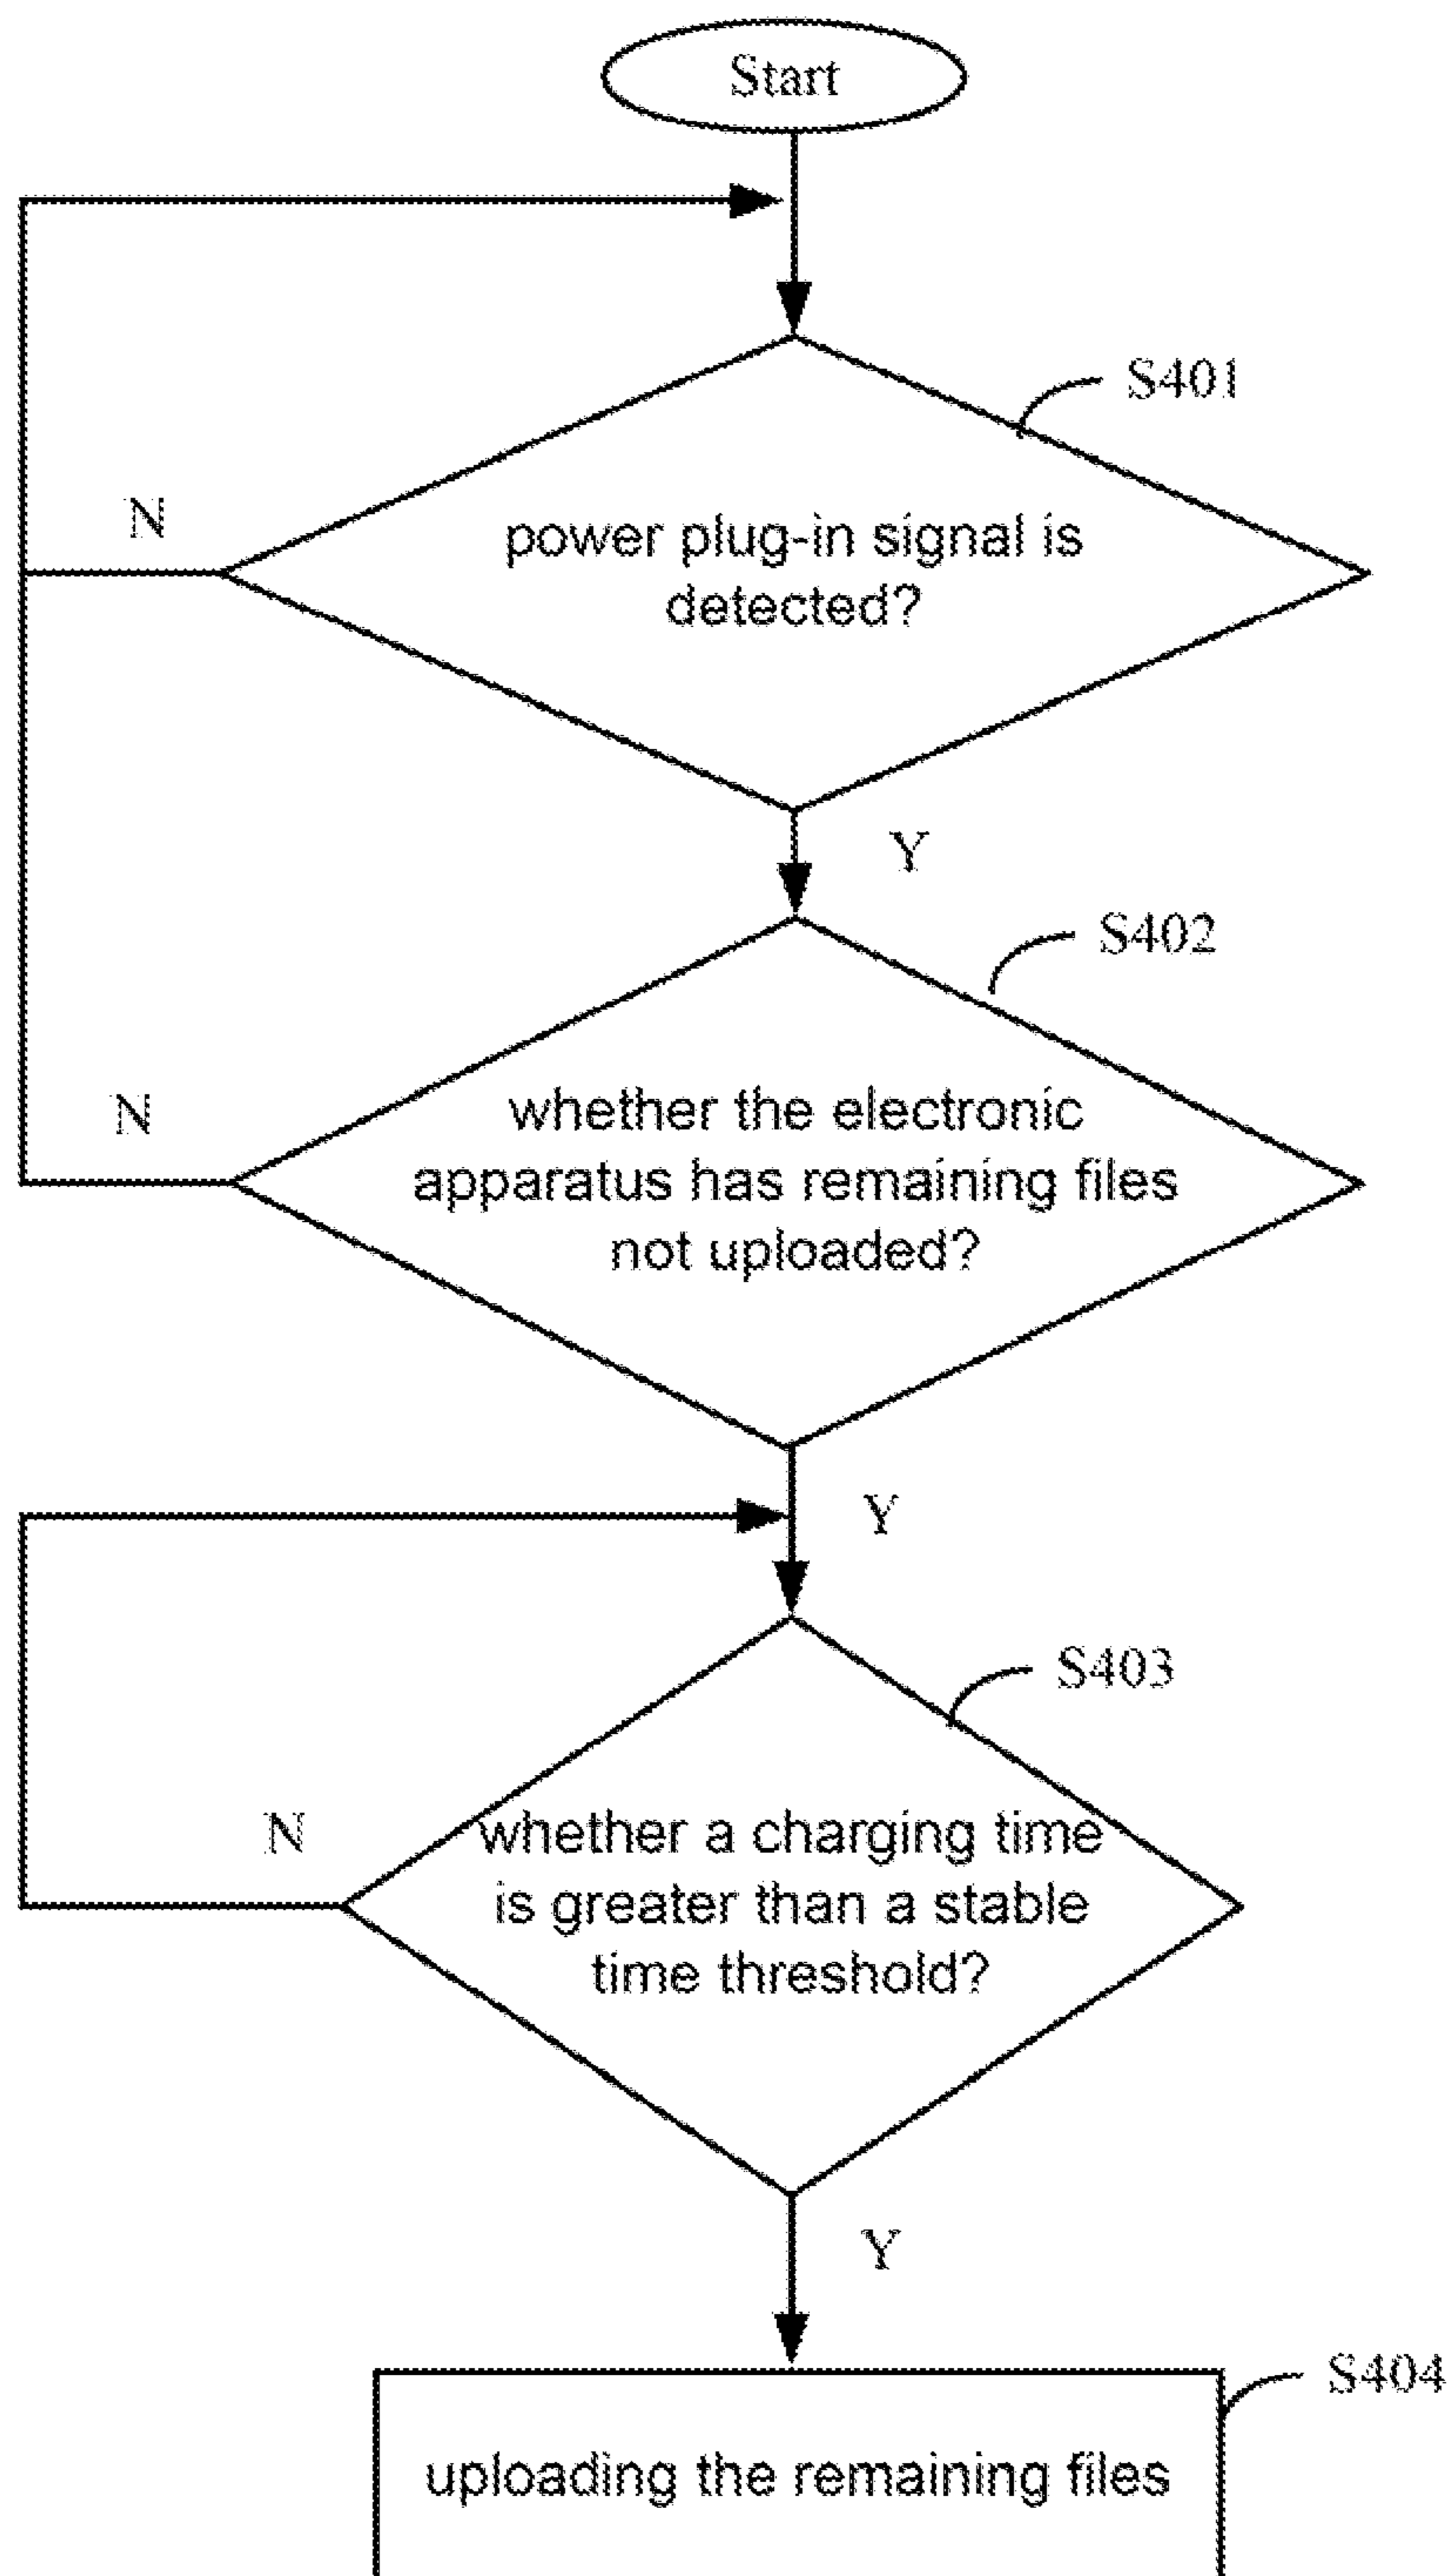 Start
S401
power plug-in signal is
detected?
N
Y
S402
whether the electronic
apparatus has remaining files
not uploaded?
N
Y
S403
whether a charging time
is greater than a stable
time threshold?
N
Y
S404
uploading the remaining files